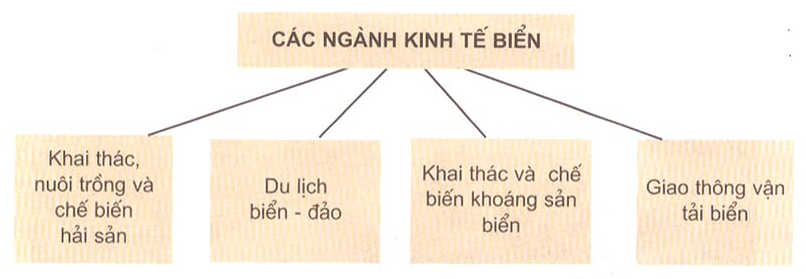 CÁC NGÀNH KINH TẾ BIỂN
Khai thác,
nuôi trồng và
chế biến
hải sản
Du lịch
biển - đảo
Khai thác và chế
biến khoáng sản
biển
Giao thông vận
tải biển